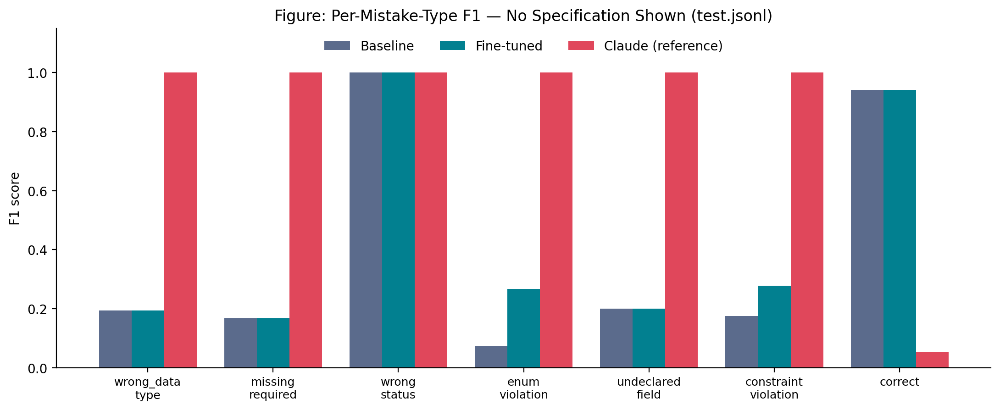 Figure: Per-Mistake-Type F1 — No Specification Shown (test.jsonl)
Baseline
Fine-tuned
Claude (reference)
F1 score
1.0
0.8
0.6
0.4
0.2
0.0
wrong_data
type
missing
required
wrong
status
enum
violation
undeclared
field
constraint
violation
correct